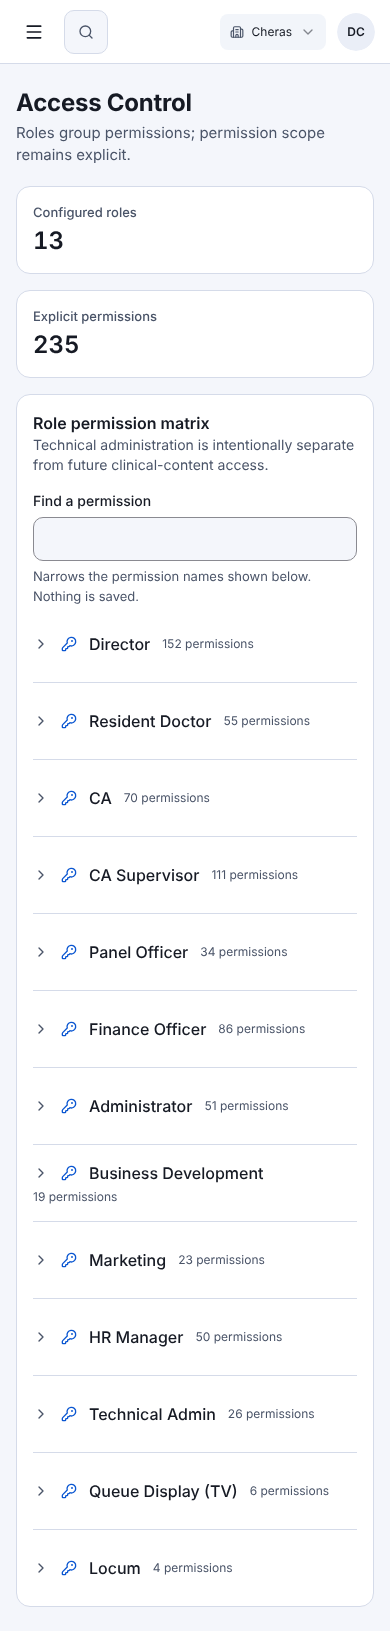 Cheras
DC
Access Control
Roles group permissions; permission scope
remains explicit.
Configured roles
13
Explicit permissions
235
Role permission matrix
Technical administration is intentionally separate
from future clinical-content access.
Find a permission
Narrows the permission names shown below.
Nothing is saved.
Director 152 permissions
Resident Doctor 55 permissions
CA 70 permissions
CA Supervisor 111 permissions
Panel Officer 34 permissions
Finance Officer 86 permissions
Administrator 51 permissions
Business Development
19 permissions
Marketing 23 permissions
HR Manager 50 permissions
Technical Admin 26 permissions
Queue Display (TV) 6 permissions
Locum 4 permissions